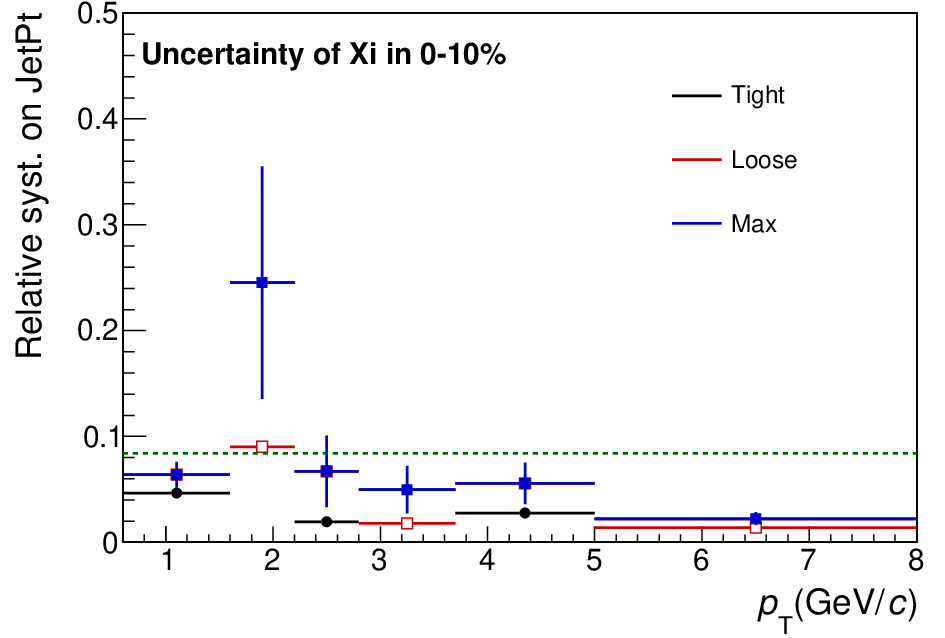 Relative syst. on JetPt
Uncertainty of Xi in 0-10%
Tight
Loose
Max
0.5
0.4
0.3
0.2
0.1
0
1 2 3 4 5 6 7 8
pT(GeV/c)